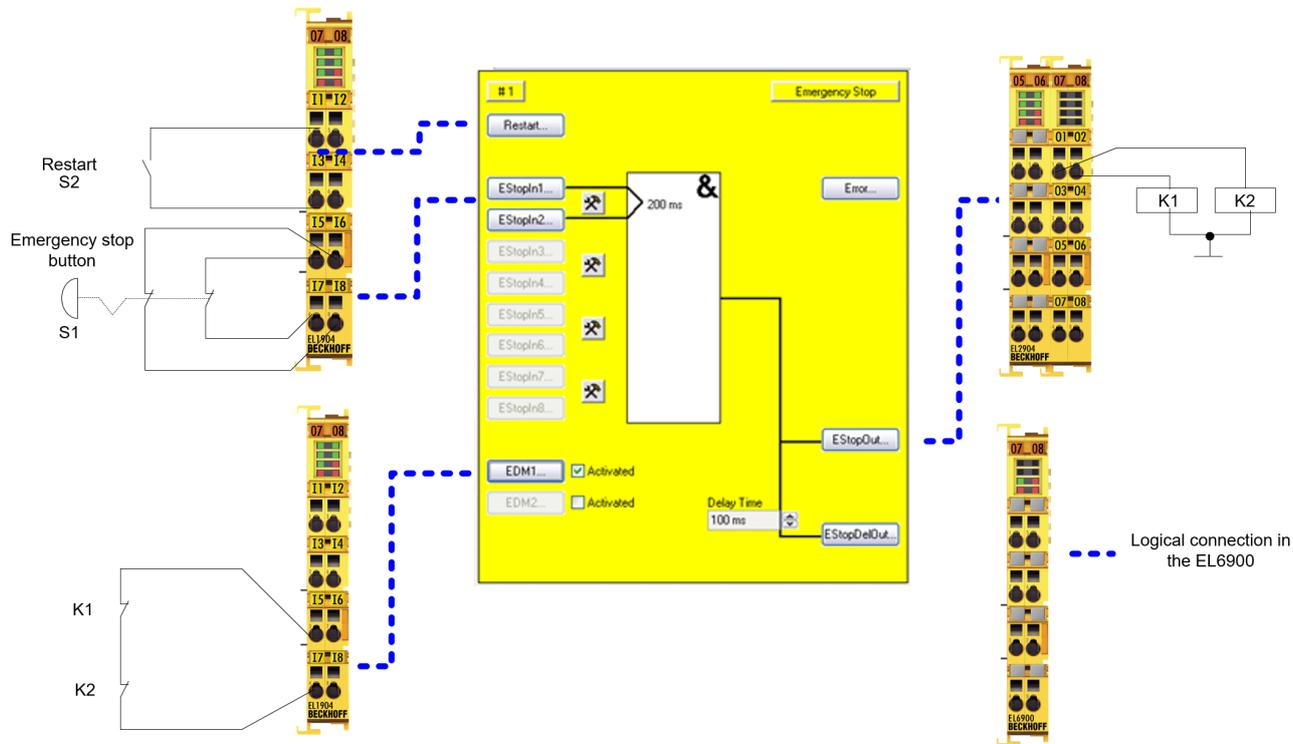 07_08
I1 I2
I3 I4
I5 I6
I7 I8
EL1904
BECKHOFF
Restart
S2
Emergency stop
button
S1
# 1
Emergency Stop
Restart...
EStopIn1...
EStopIn2...
EStopIn3...
EStopIn4...
EStopIn5...
EStopIn6...
EStopIn7...
EStopIn8...
&
200 ms
Error...
EDM1...
Activated
EDM2...
Activated
Delay Time
100 ms
EStopOut...
EStopDelOut...
05_06 07_08
01 02
03 04
05 06
07 08
EL2904
BECKHOFF
K1
K2
07_08
I1 I2
I3 I4
I5 I6
I7 I8
EL1904
BECKHOFF
K1
K2
07_08
EL6900
BECKHOFF
Logical connection in
the EL6900